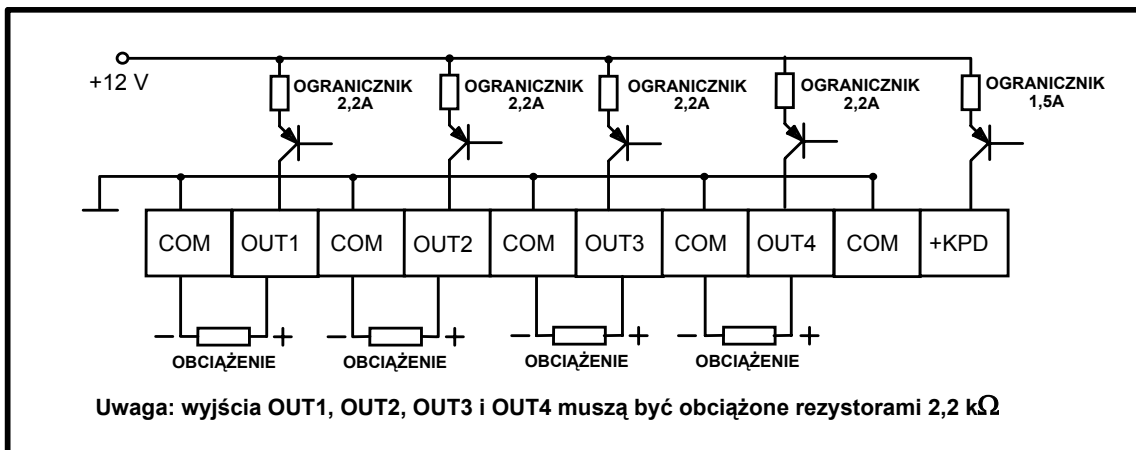 +12 V
OGRANICZNIK
2,2A
OGRANICZNIK
2,2A
OGRANICZNIK
2,2A
OGRANICZNIK
2,2A
OGRANICZNIK
1,5A
COM OUT1 COM OUT2 COM OUT3 COM OUT4 COM +KPD
− + − + − + − +
OBCIĄŻENIE OBCIĄŻENIE OBCIĄŻENIE OBCIĄŻENIE
Uwaga: wyjścia OUT1, OUT2, OUT3 i OUT4 muszą być obciążone rezystorami 2,2 kΩ